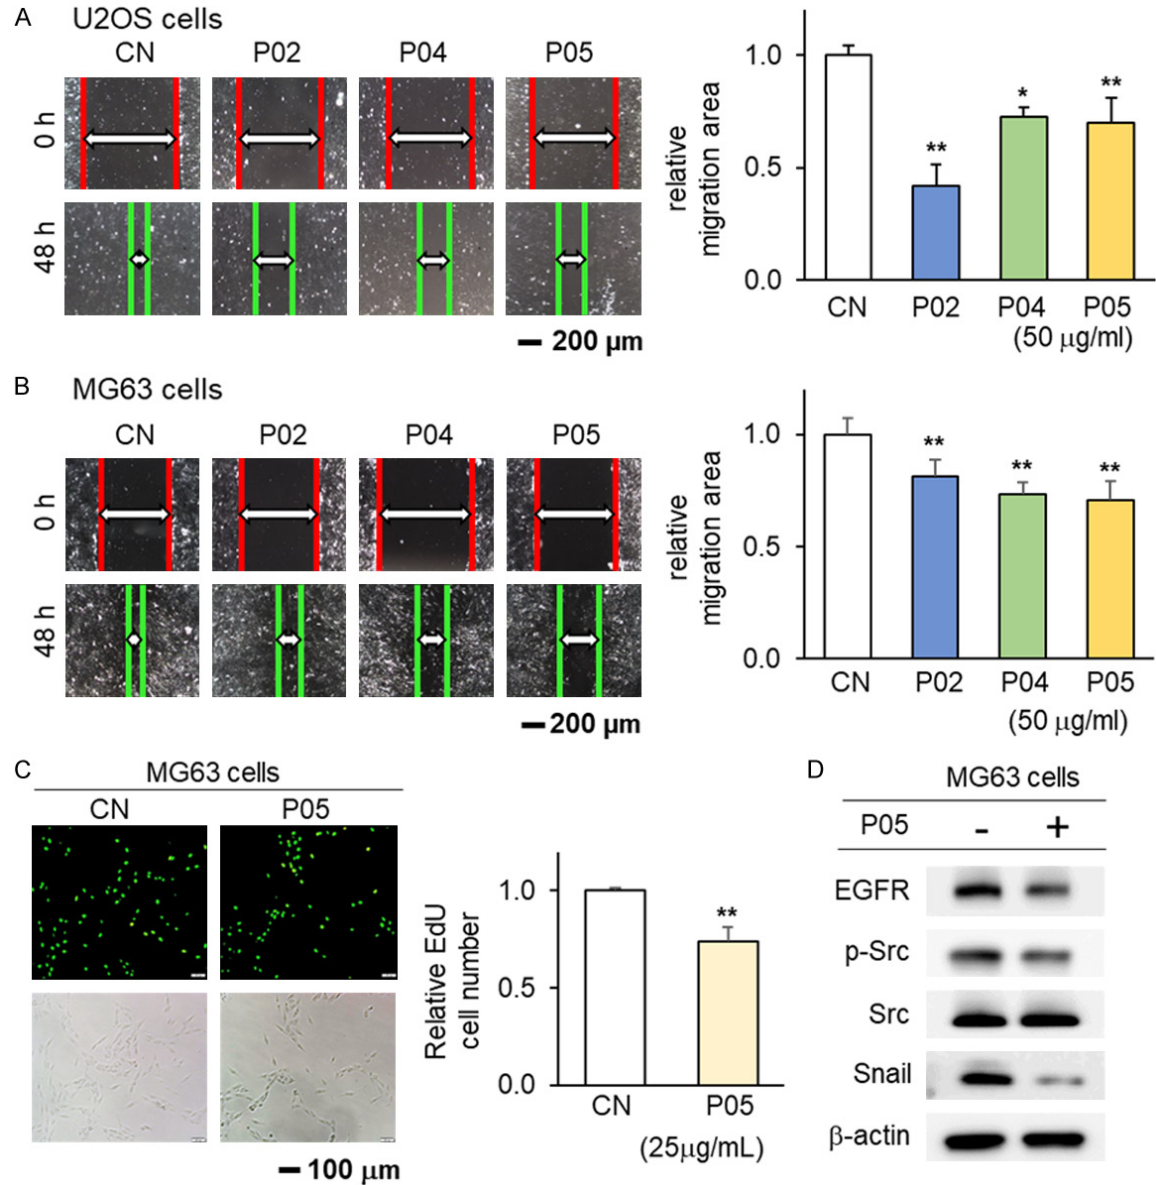 A
U2OS cells
CN P02 P04 P05
0 h
48 h
200 µm
relative
migration area
1.0
0.5
0.0
**
*
**
CN P02 P04 P05
(50 µg/ml)
B
MG63 cells
CN P02 P04 P05
0 h
48 h
200 µm
relative
migration area
1.0
0.5
0.0
**
**
**
CN P02 P04 P05
(50 µg/ml)
C
MG63 cells
CN P05
100 µm
Relative EdU
cell number
1.0
0.5
0.0
**
CN P05
(25µg/mL)
D
MG63 cells
P05 - +
EGFR
p-Src
Src
Snail
β-actin